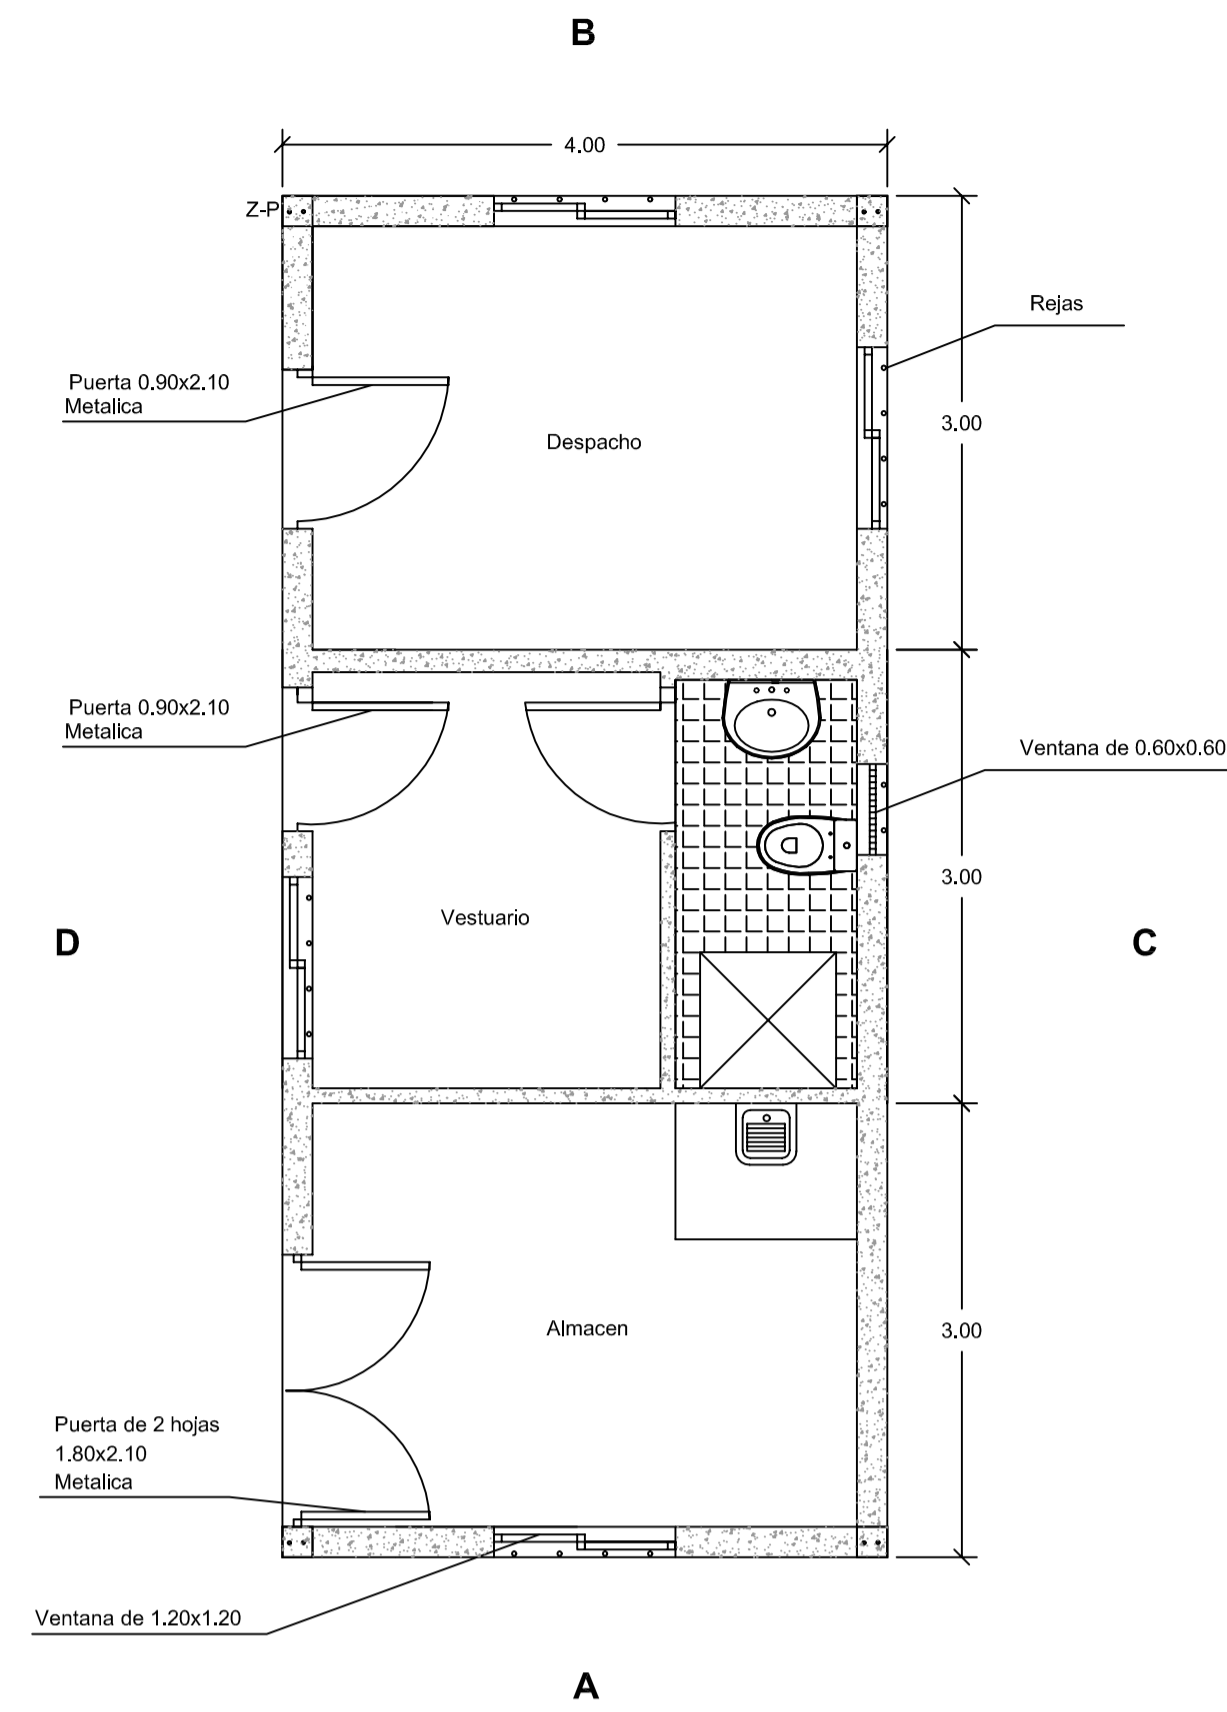 B
4.00
Z-P
Rejas
Puerta 0.90x2.10
Metalica
3.00
Despacho
Puerta 0.90x2.10
Metalica
Ventana de 0.60x0.60
3.00
Vestuario
D
C
Almacen
3.00
Puerta de 2 hojas
1.80x2.10
Metalica
Ventana de 1.20x1.20
A